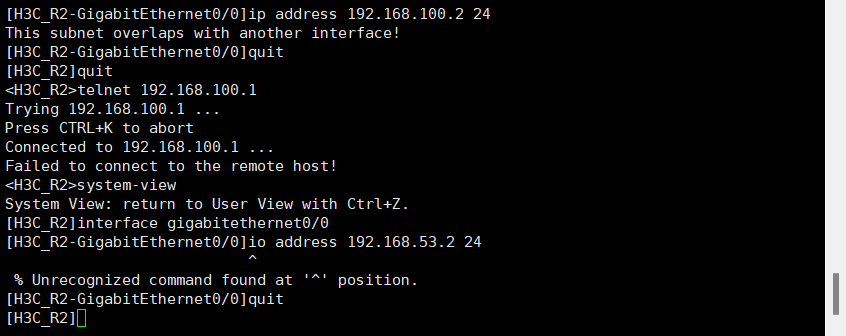 [H3C_R2-GigabitEthernet0/0]ip address 192.168.100.2 24
This subnet overlaps with another interface!
[H3C_R2-GigabitEthernet0/0]quit
[H3C_R2]quit
<H3C_R2>telnet 192.168.100.1
Trying 192.168.100.1 ...
Press CTRL+K to abort
Connected to 192.168.100.1 ...
Failed to connect to the remote host!
<H3C_R2>system-view
System View: return to User View with Ctrl+Z.
[H3C_R2]interface gigabitethernet0/0
[H3C_R2-GigabitEthernet0/0]io address 192.168.53.2 24
                           ^
 % Unrecognized command found at '^' position.
[H3C_R2-GigabitEthernet0/0]quit
[H3C_R2]